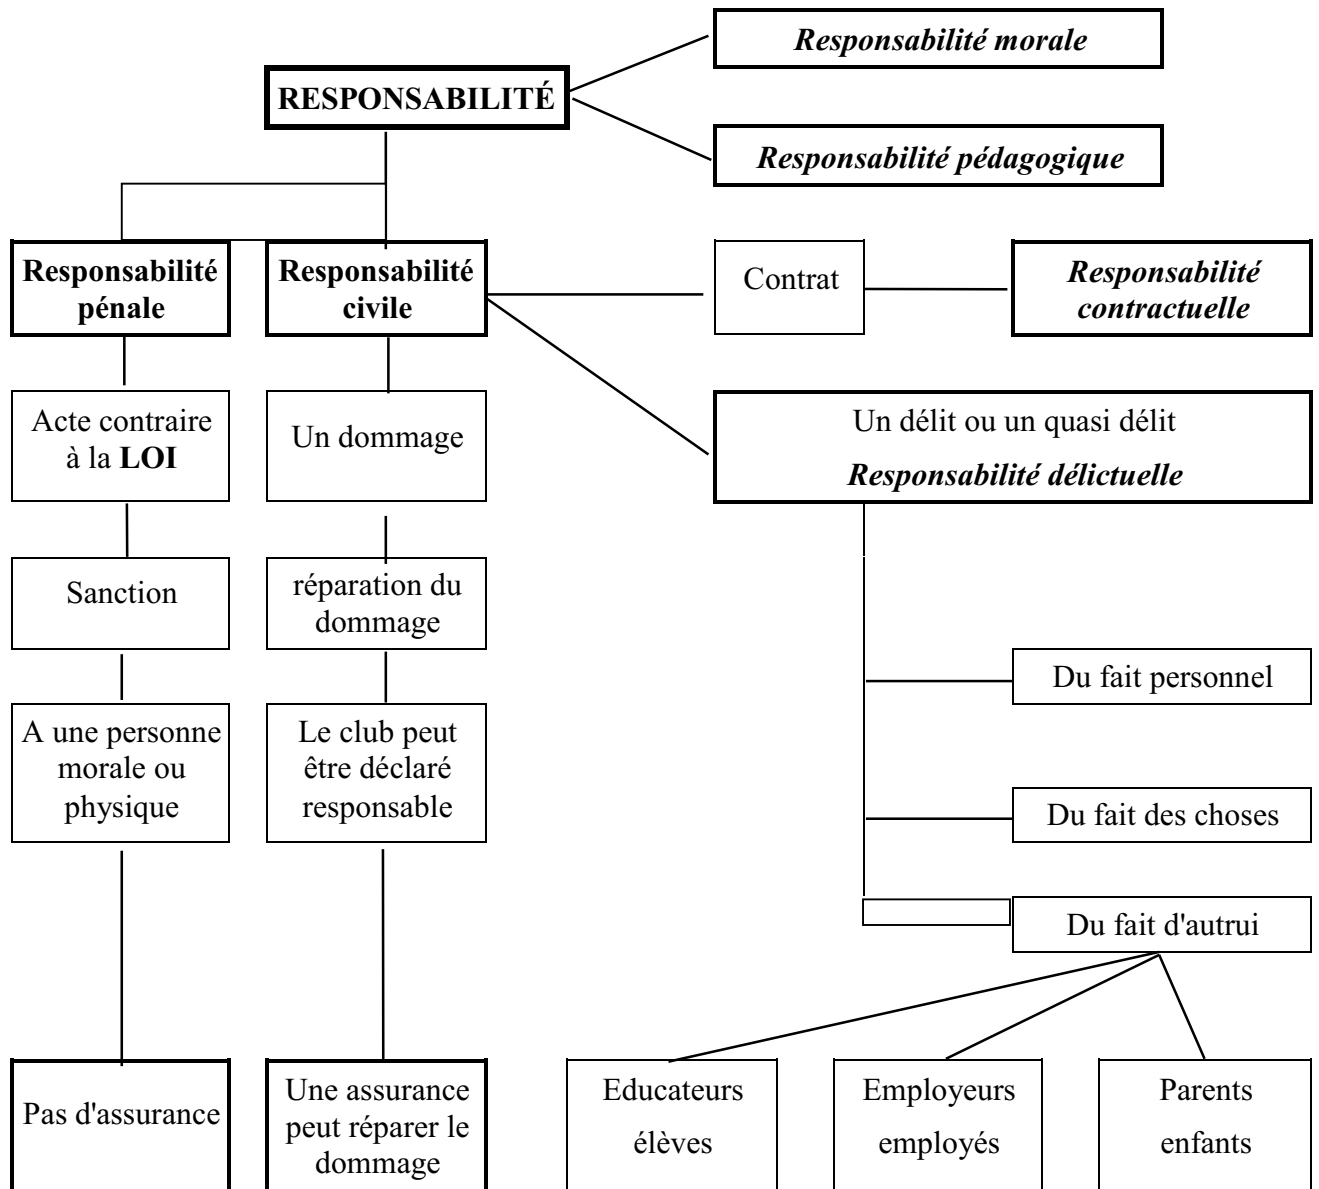 Responsabilité morale
RESPONSABILITÉ
Responsabilité pédagogique
Responsabilité
pénale
Responsabilité
civile
Contrat
Responsabilité
contractuelle
Acte contraire
à la LOI
Un dommage
Un délit ou un quasi délit
Responsabilité délictuelle
Sanction
réparation du
dommage
Du fait personnel
A une personne
morale ou
physique
Le club peut
être déclaré
responsable
Du fait des choses
Du fait d'autrui
Pas d'assurance
Une assurance
peut réparer le
dommage
Educateurs
élèves
Employeurs
employés
Parents
enfants